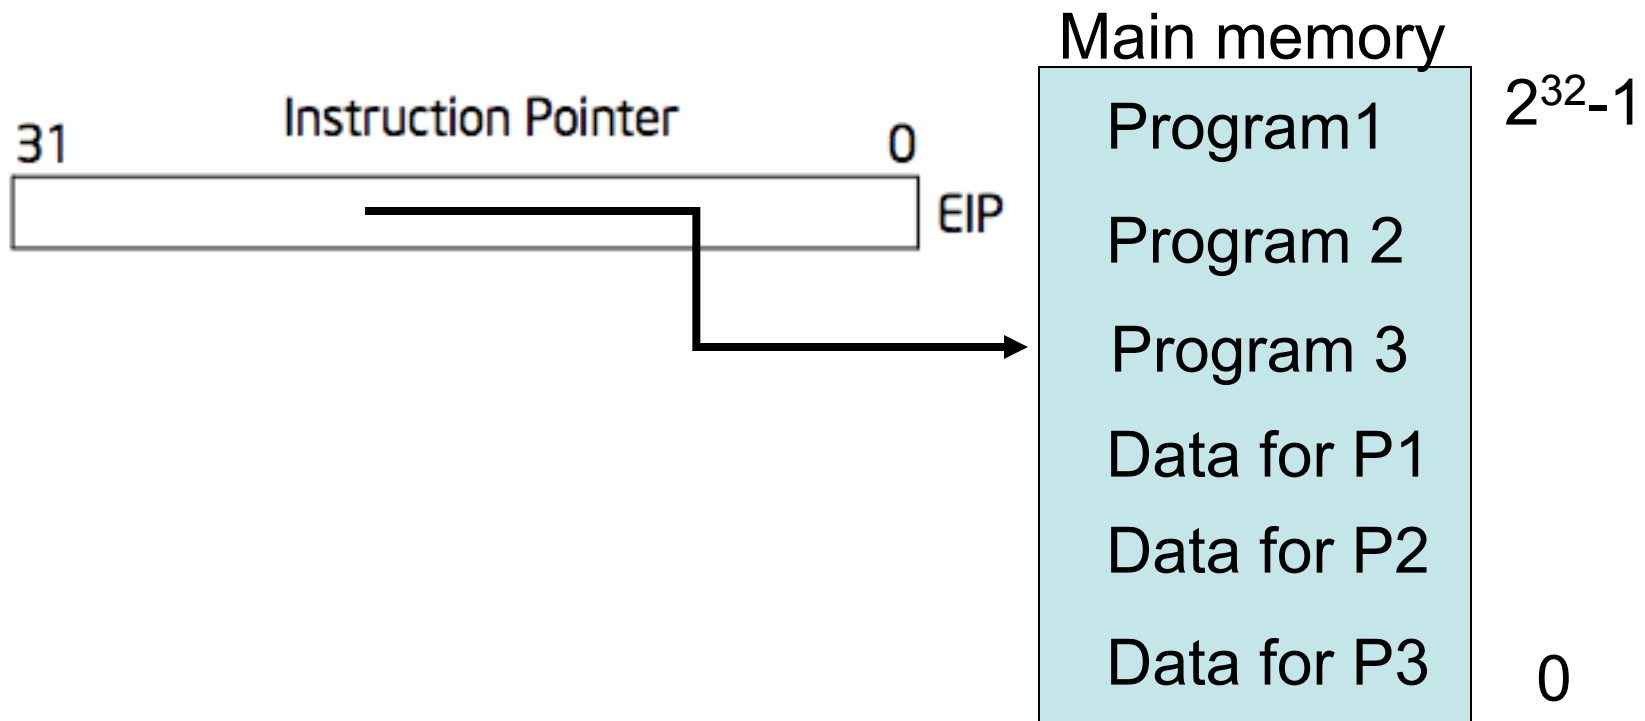 Main memory
2³²-1
Instruction Pointer
31
0
EIP
Program1
Program 2
Program 3
Data for P1
Data for P2
Data for P3
0